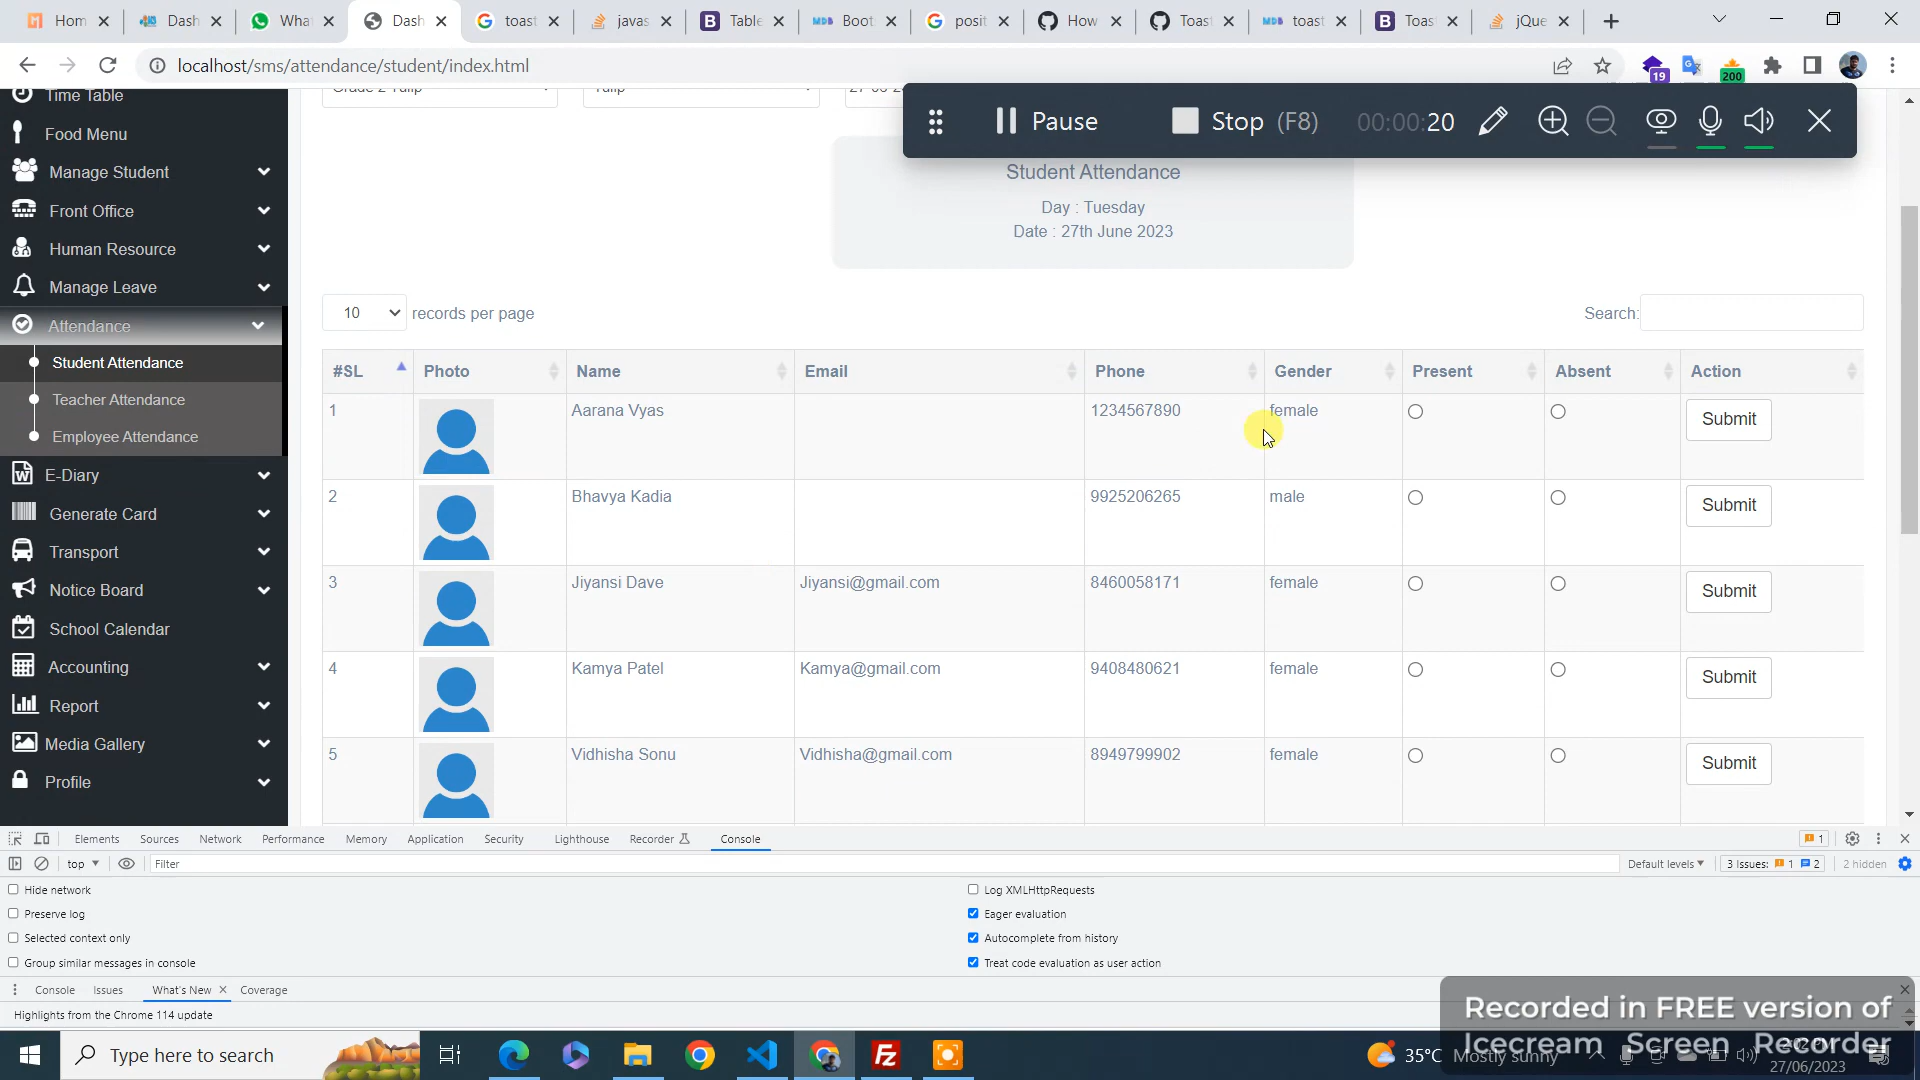 Hom
Dash
What
Dash
toast
javas
Table
Boot
posit
How
Toast
toast
Toas
jQue
localhost/sms/attendance/student/index.html
19
200
Pause
Stop (F8)
00:00:20
Time Table
Food Menu
Manage Student
Front Office
Human Resource
Manage Leave
Attendance
Student Attendance
Teacher Attendance
Employee Attendance
E-Diary
Generate Card
Transport
Notice Board
School Calendar
Accounting
Report
Media Gallery
Profile
Student Attendance
Day : Tuesday
Date : 27th June 2023
10 records per page
Search:
#SL Photo Name Email Phone Gender Present Absent Action
1 Aarana Vyas 1234567890 female Submit
2 Bhavya Kadia 9925206265 male Submit
3 Jiyansi Dave Jiyansi@gmail.com 8460058171 female Submit
4 Kamya Patel Kamya@gmail.com 9408480621 female Submit
5 Vidhisha Sonu Vidhisha@gmail.com 8949799902 female Submit
Elements Sources Network Performance Memory Application Security Lighthouse Recorder Console
1
top Filter Default levels 3 Issues: 1 2 2 hidden
Hide network
Log XMLHttpRequests
Preserve log
Eager evaluation
Selected context only
Autocomplete from history
Group similar messages in console
Treat code evaluation as user action
Console Issues What's New Coverage
Highlights from the Chrome 114 update
Recorded in FREE version of
Icecream Screen Recorder
Type here to search
35°C Mostly sunny
27/06/2023